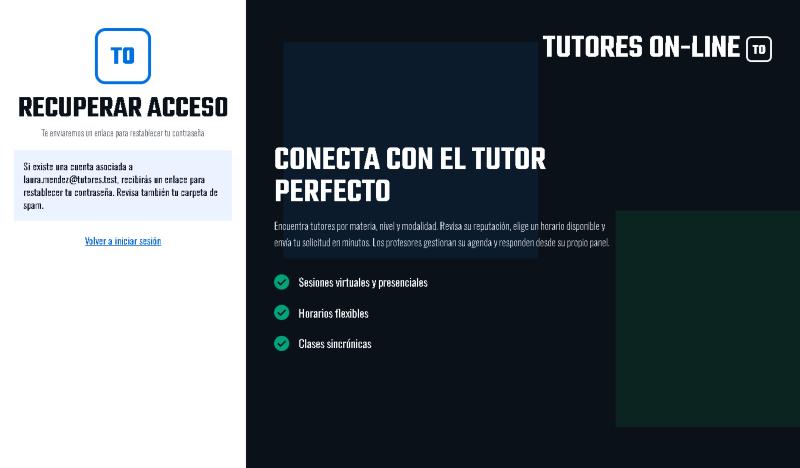 TO
RECUPERAR ACCESO
Te enviaremos un enlace para restablecer tu contraseña
Si existe una cuenta asociada a
laura.mendez@tutores.test, recibirás un enlace para
restablecer tu contraseña. Revisa también tu carpeta de
spam.
Volver a iniciar sesión
TUTORES ON-LINE TO
CONECTA CON EL TUTOR
PERFECTO
Encuentra tutores por materia, nivel y modalidad. Revisa su reputación, elige un horario disponible y
envía tu solicitud en minutos. Los profesores gestionan su agenda y responden desde su propio panel.
Sesiones virtuales y presenciales
Horarios flexibles
Clases sincrónicas